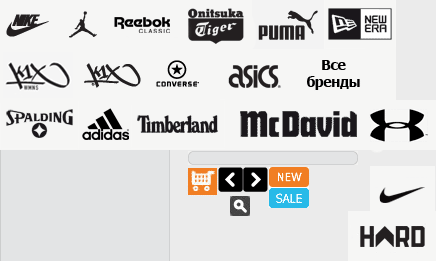 NIKE
Reebok
CLASSIC
Onitsuka
Tiger
PUMA
NEW
ERA
K1X
WMNS
K1X
CONVERSE
asics
Все
бренды
SPALDING
adidas
Timberland
McDavid
NEW
SALE
HARD